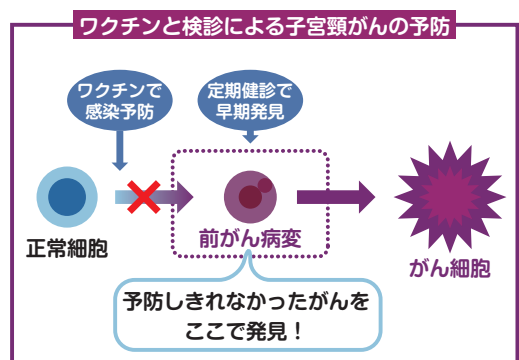 ワクチンと検診による子宮頸がんの予防
ワクチンで
感染予防
定期健診で
早期発見
正常細胞
前がん病変
がん細胞
予防しきれなかったがんを
ここで発見！